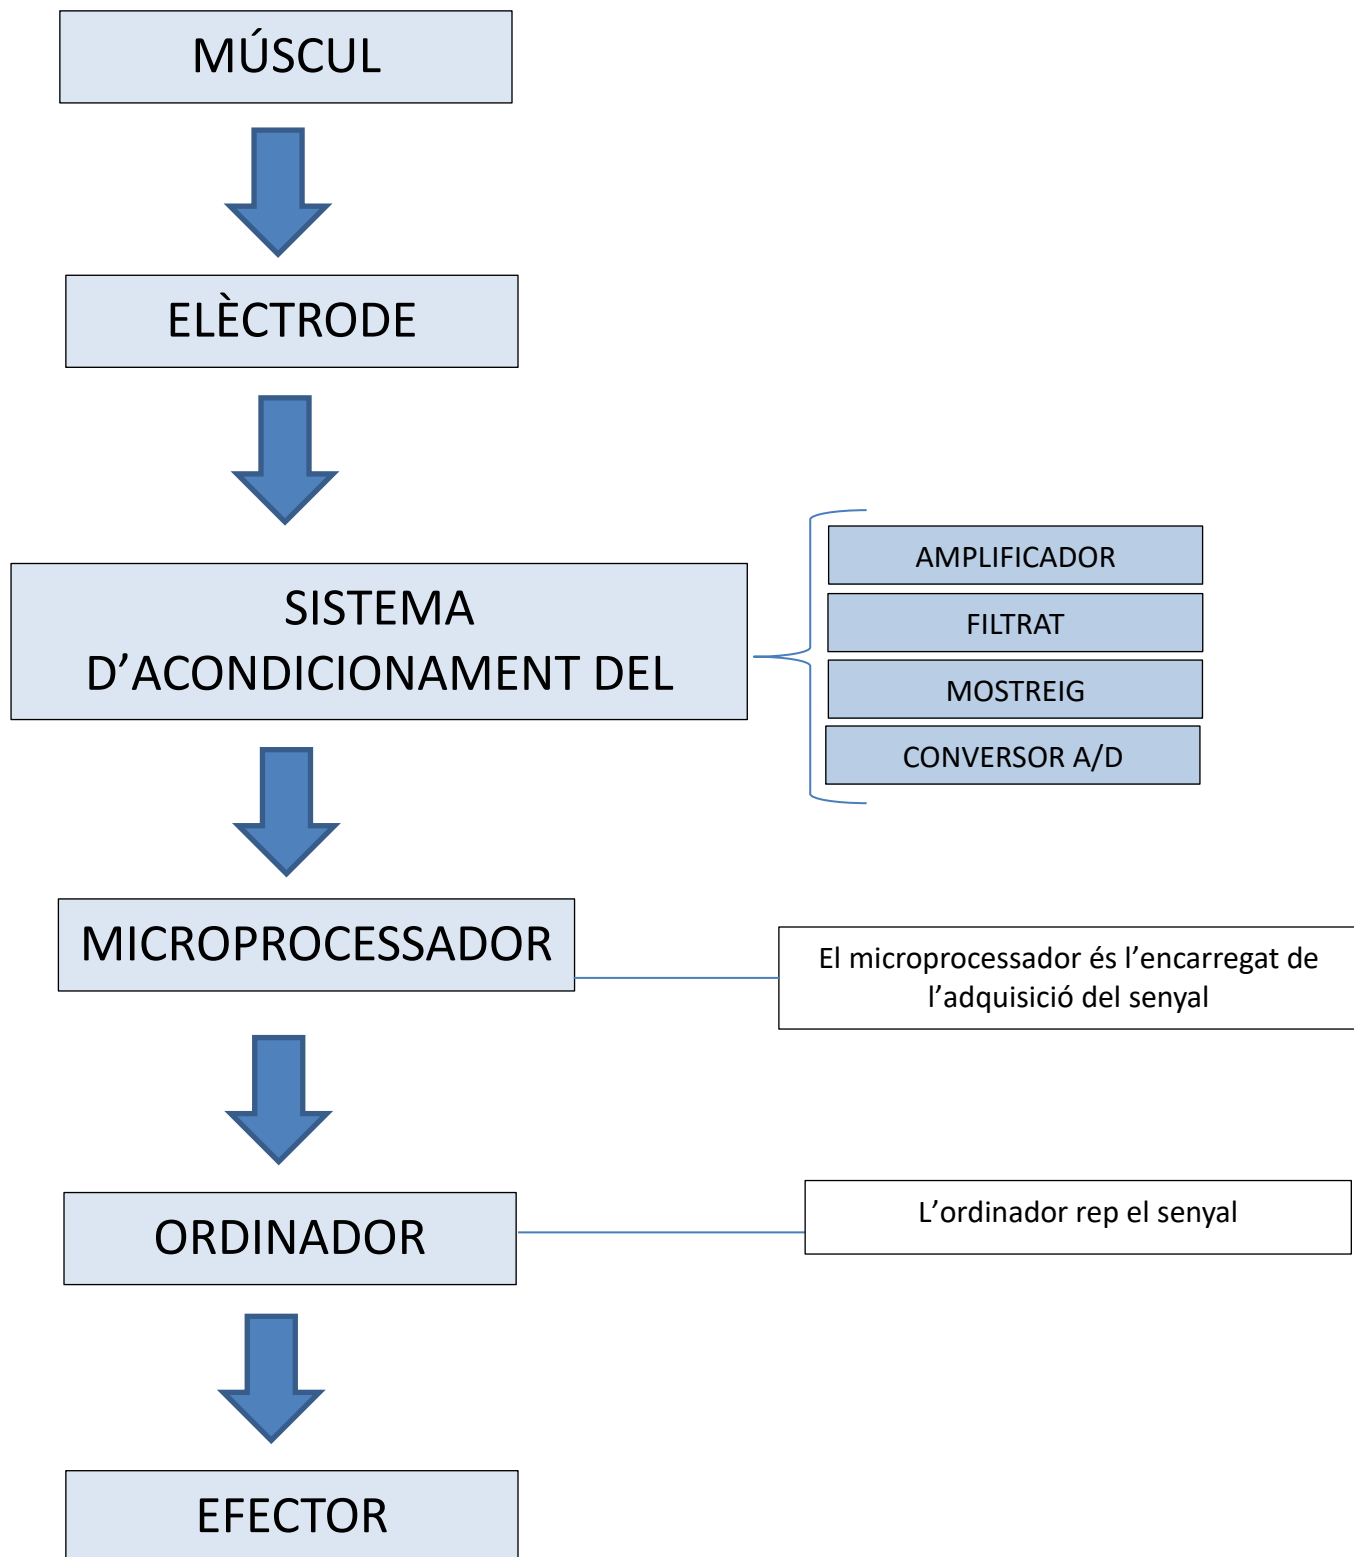 MÚSCUL
ELÈCTRODE
SISTEMA
D’ACONDICIONAMENT DEL
AMPLIFICADOR
FILTRAT
MOSTREIG
CONVERSOR A/D
MICROPROCESSADOR
El microprocessador és l’encarregat de
l’adquisició del senyal
ORDINADOR
L’ordinador rep el senyal
EFECTOR